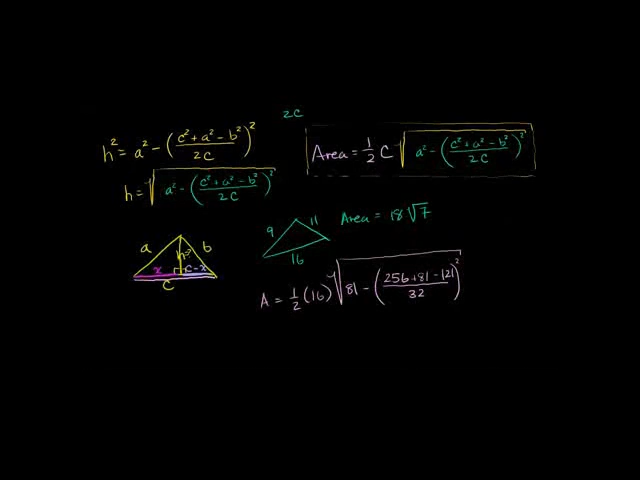 2c
h² = a² − ((c² + a² − b²)/2c)²
Area = 1/2 c √(a² − ((c² + a² − b²)/2c)²)
h = √(a² − ((c² + a² − b²)/2c)²)
9 11 16
Area = 18√7
a b
h
x c−x
c
A = 1/2 (16) √(81 − ((256 + 81 − 121)/32)²)